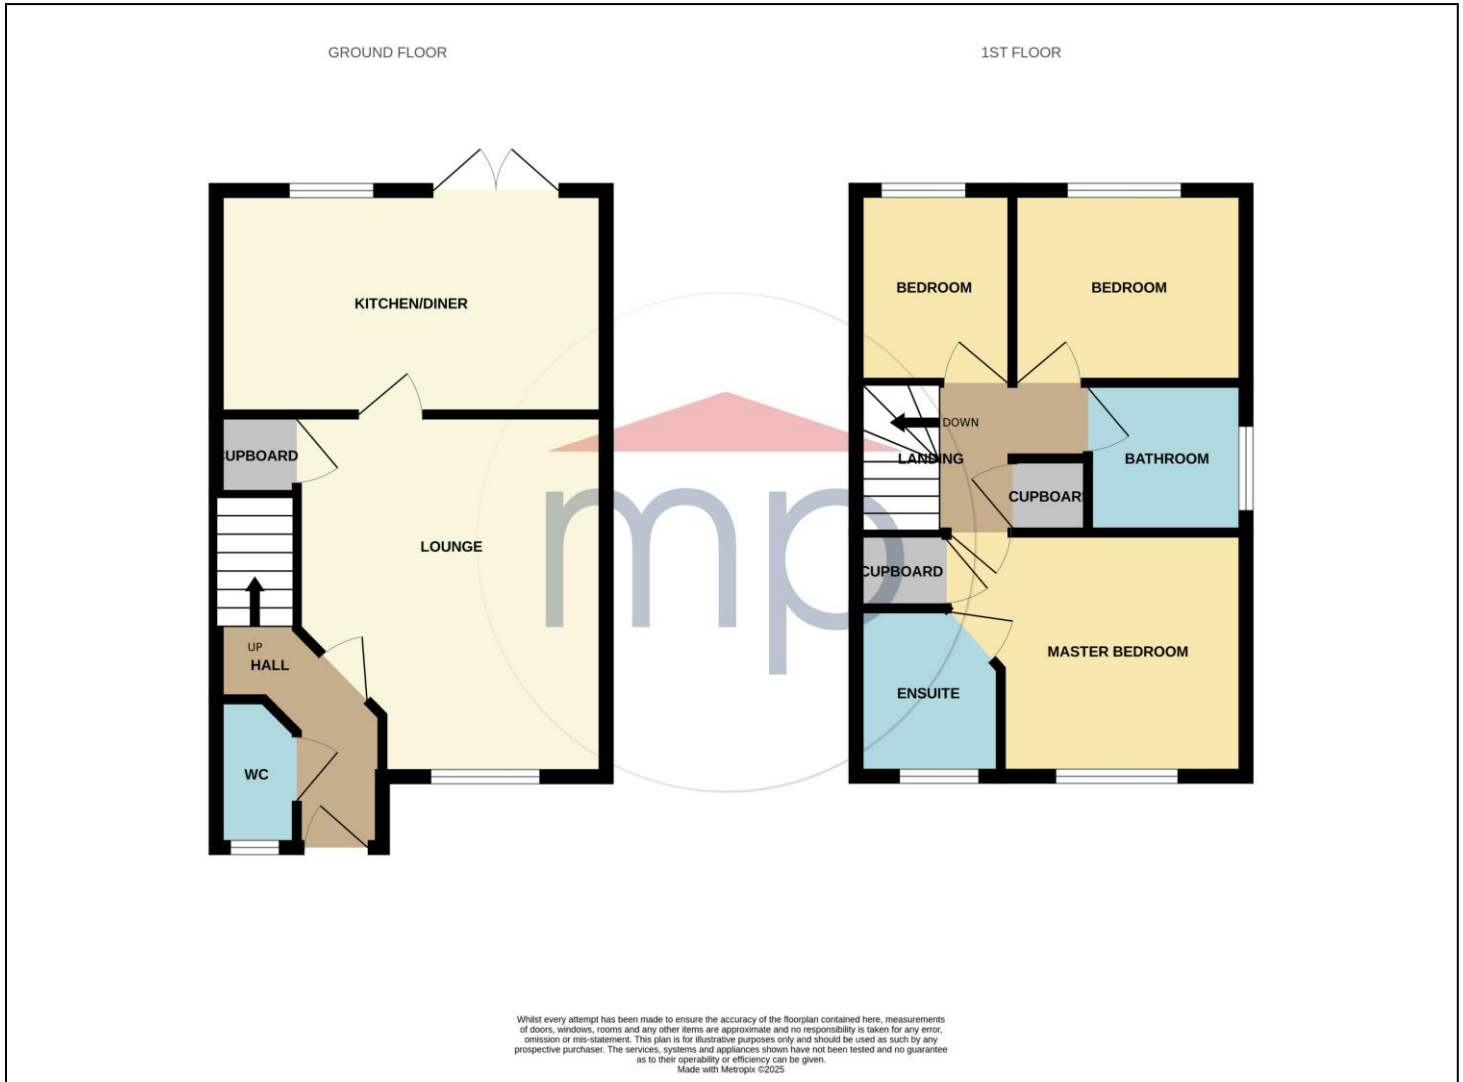 GROUND FLOOR
1ST FLOOR
KITCHEN/DINER
CUPBOARD
LOUNGE
UP
HALL
WC
BEDROOM
BEDROOM
DOWN
LANDING
BATHROOM
CUPBOARD
CUPBOARD
MASTER BEDROOM
ENSUITE
mp
Whilst every attempt has been made to ensure the accuracy of the floorplan contained here, measurements
of doors, windows, rooms and any other items are approximate and no responsibility is taken for any error,
omission or mis-statement. This plan is for illustrative purposes only and should be used as such by any
prospective purchaser. The services, systems and appliances shown have not been tested and no guarantee
as to their operability or efficiency can be given.
Made with Metropix ©2025